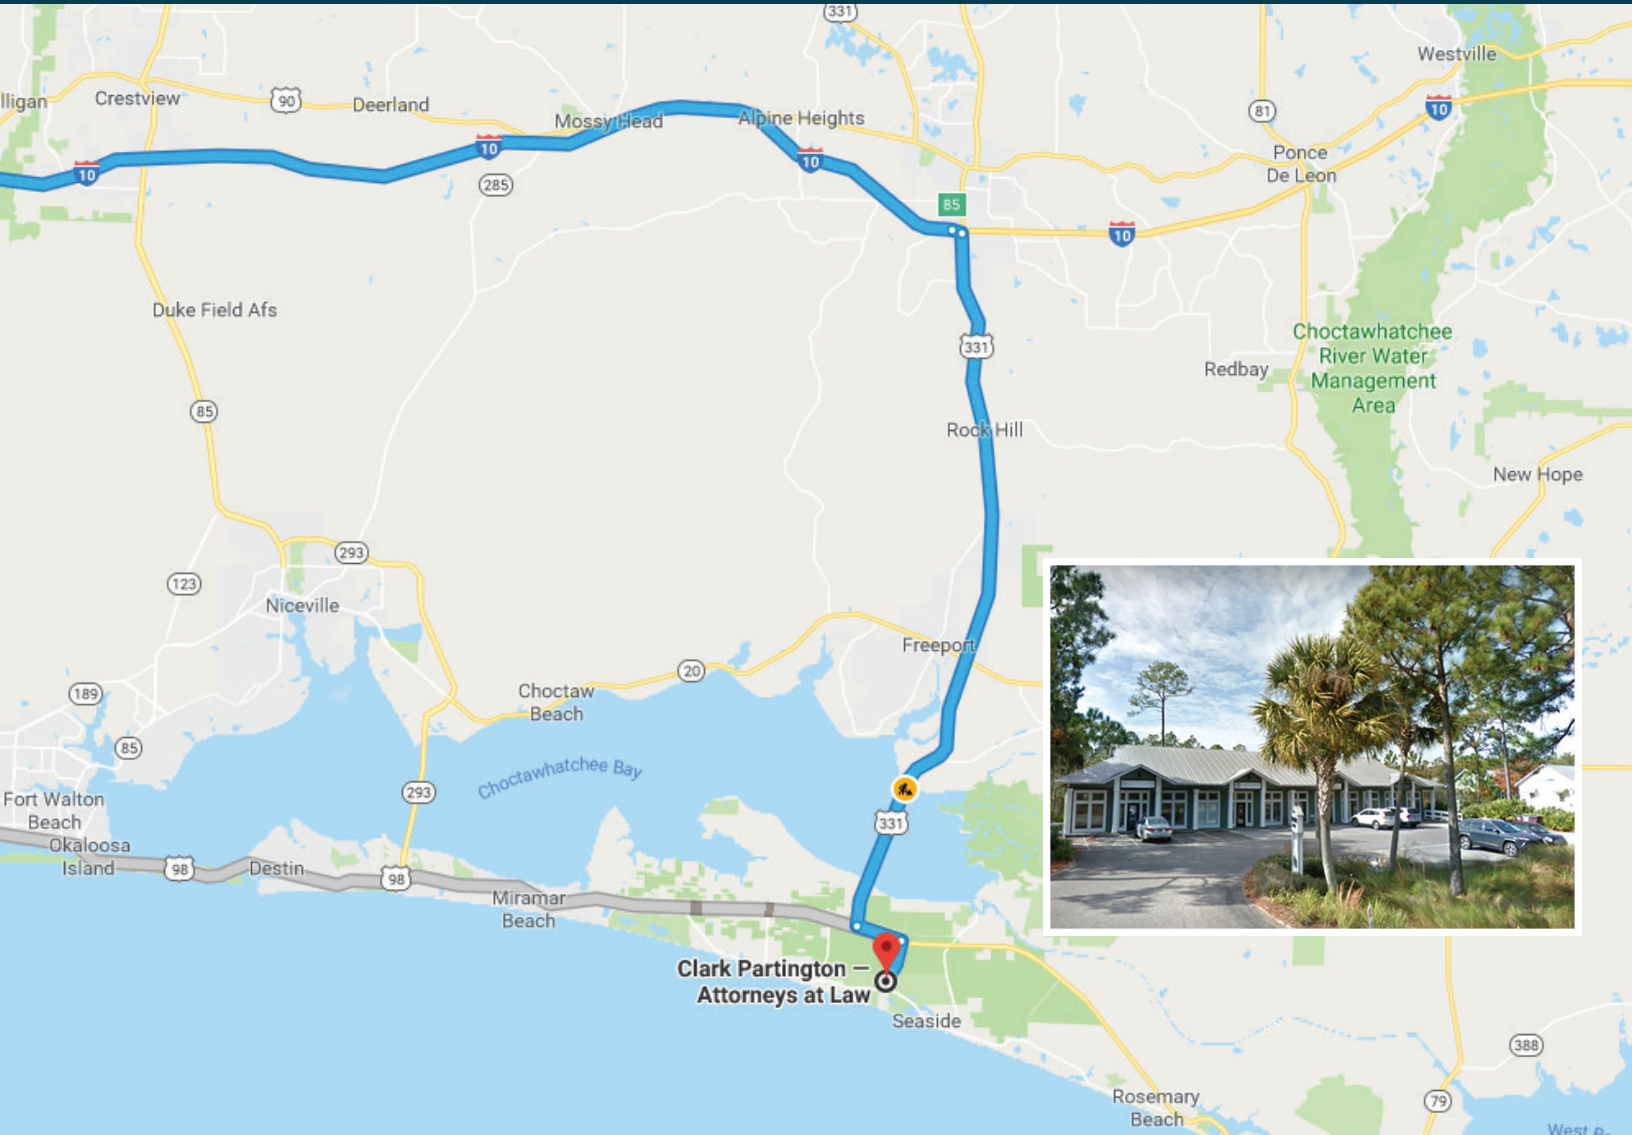 331
Westville
lligan
Crestview
90
Deerland
10
81
Mossy Head
Alpine Heights
10
10
10
285
Ponce
De Leon
85
10
Duke Field Afs
Choctawhatchee
River Water
Management
Area
331
Redbay
85
Rock Hill
New Hope
293
123
Niceville
Freeport
20
189
Choctaw
Beach
85
Choctawhatchee Bay
293
Fort Walton
Beach
331
Okaloosa
Island
98
Destin
98
Miramar
Beach
Clark Partington —
Attorneys at Law
Seaside
388
Rosemary
Beach
79
West